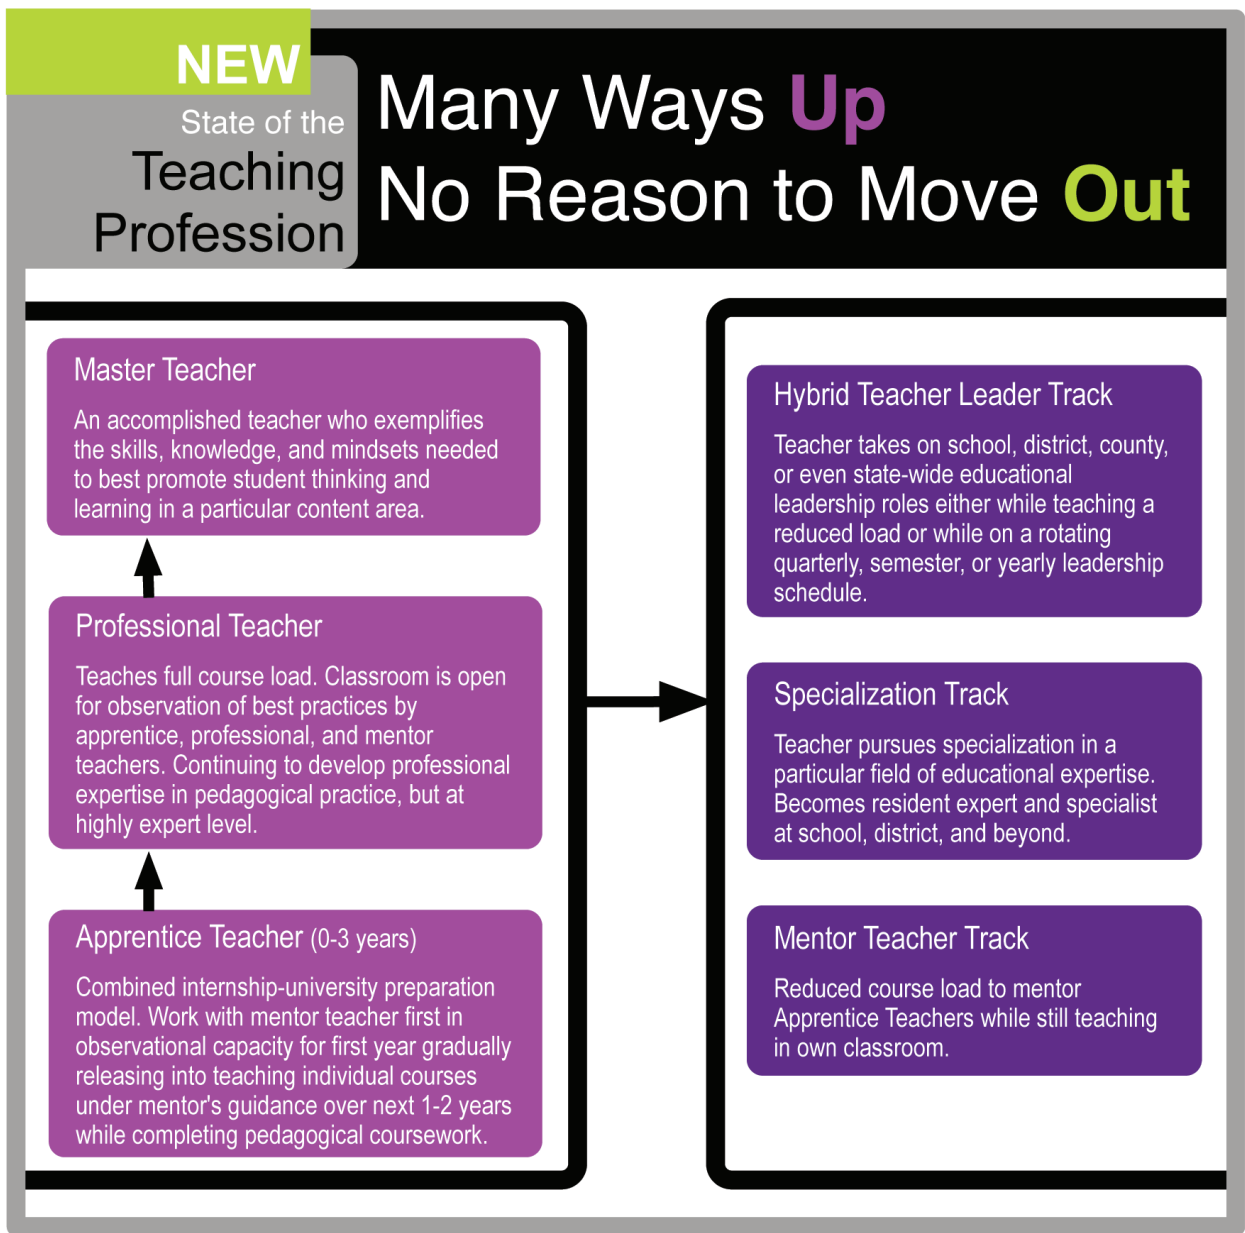 NEW
State of the
Teaching
Profession
Many Ways Up
No Reason to Move Out
Master Teacher
An accomplished teacher who exemplifies
the skills, knowledge, and mindsets needed
to best promote student thinking and
learning in a particular content area.
Professional Teacher
Teaches full course load. Classroom is open
for observation of best practices by
apprentice, professional, and mentor
teachers. Continuing to develop professional
expertise in pedagogical practice, but at
highly expert level.
Apprentice Teacher (0-3 years)
Combined internship-university preparation
model. Work with mentor teacher first in
observational capacity for first year gradually
releasing into teaching individual courses
under mentor's guidance over next 1-2 years
while completing pedagogical coursework.
Hybrid Teacher Leader Track
Teacher takes on school, district, county,
or even state-wide educational
leadership roles either while teaching a
reduced load or while on a rotating
quarterly, semester, or yearly leadership
schedule.
Specialization Track
Teacher pursues specialization in a
particular field of educational expertise.
Becomes resident expert and specialist
at school, district, and beyond.
Mentor Teacher Track
Reduced course load to mentor
Apprentice Teachers while still teaching
in own classroom.